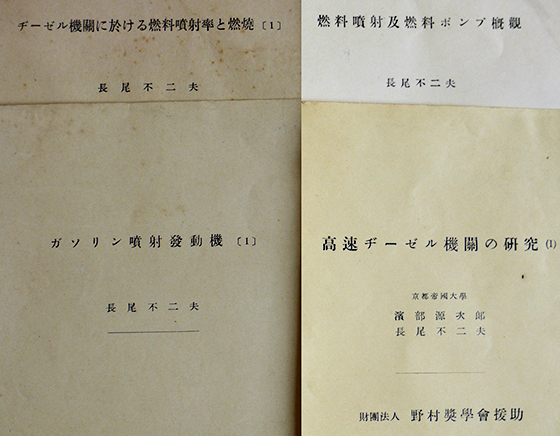 ヂーゼル機關に於ける燃料噴射率と燃燒〔1〕
長尾不二夫
燃料噴射及燃料ポンプ概觀
長尾不二夫
ガソリン噴射發動機〔1〕
長尾不二夫
高速ヂーゼル機關の研究(1)
京都帝國大學
濱部源次郎
長尾不二夫
財團法人 野村奬學會援助